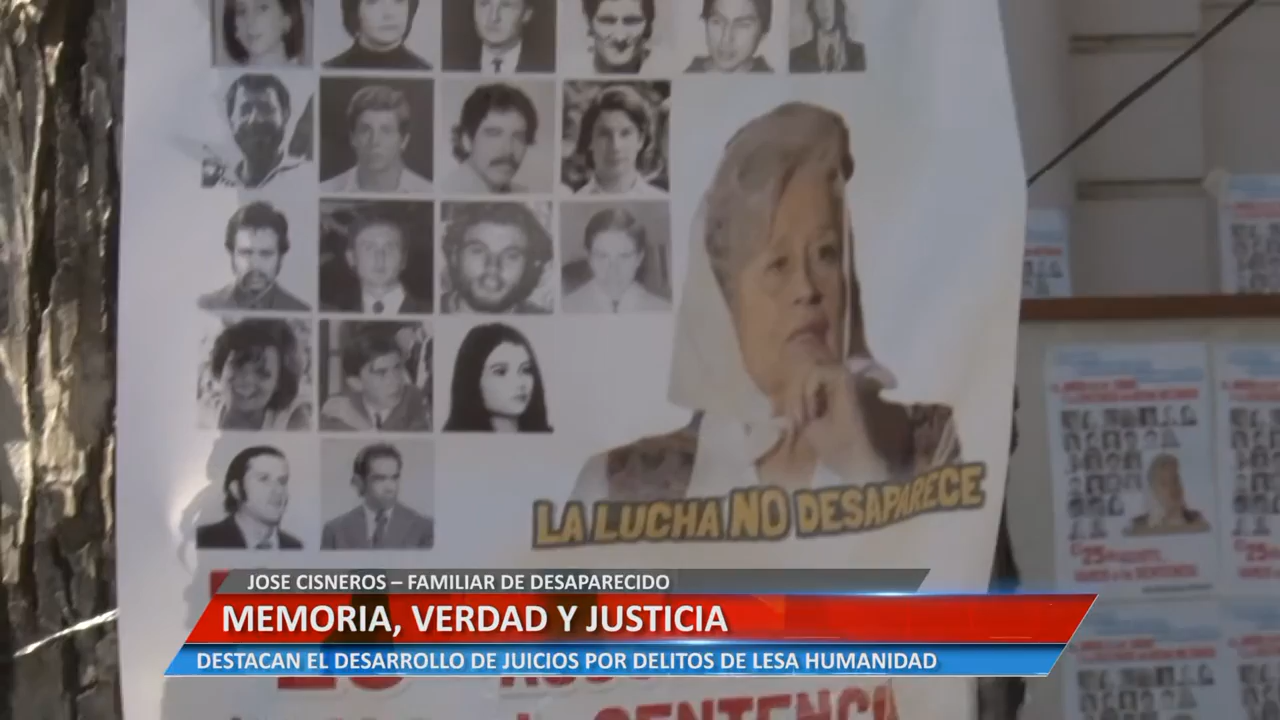 LA LUCHA NO DESAPARECE
JOSE CISNEROS – FAMILIAR DE DESAPARECIDO
MEMORIA, VERDAD Y JUSTICIA
DESTACAN EL DESARROLLO DE JUICIOS POR DELITOS DE LESA HUMANIDAD
SENTENCIA